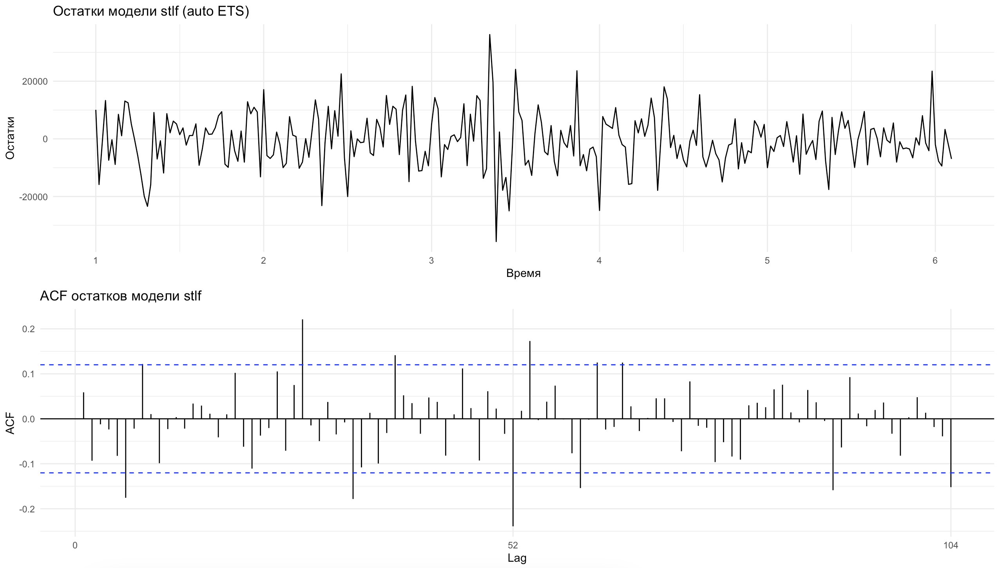 Остатки модели stlf (auto ETS)
Остатки
20000
0
-20000
1 2 3 4 5 6
Время
ACF остатков модели stlf
ACF
0.2
0.1
0.0
-0.1
-0.2
0 52 104
Lag